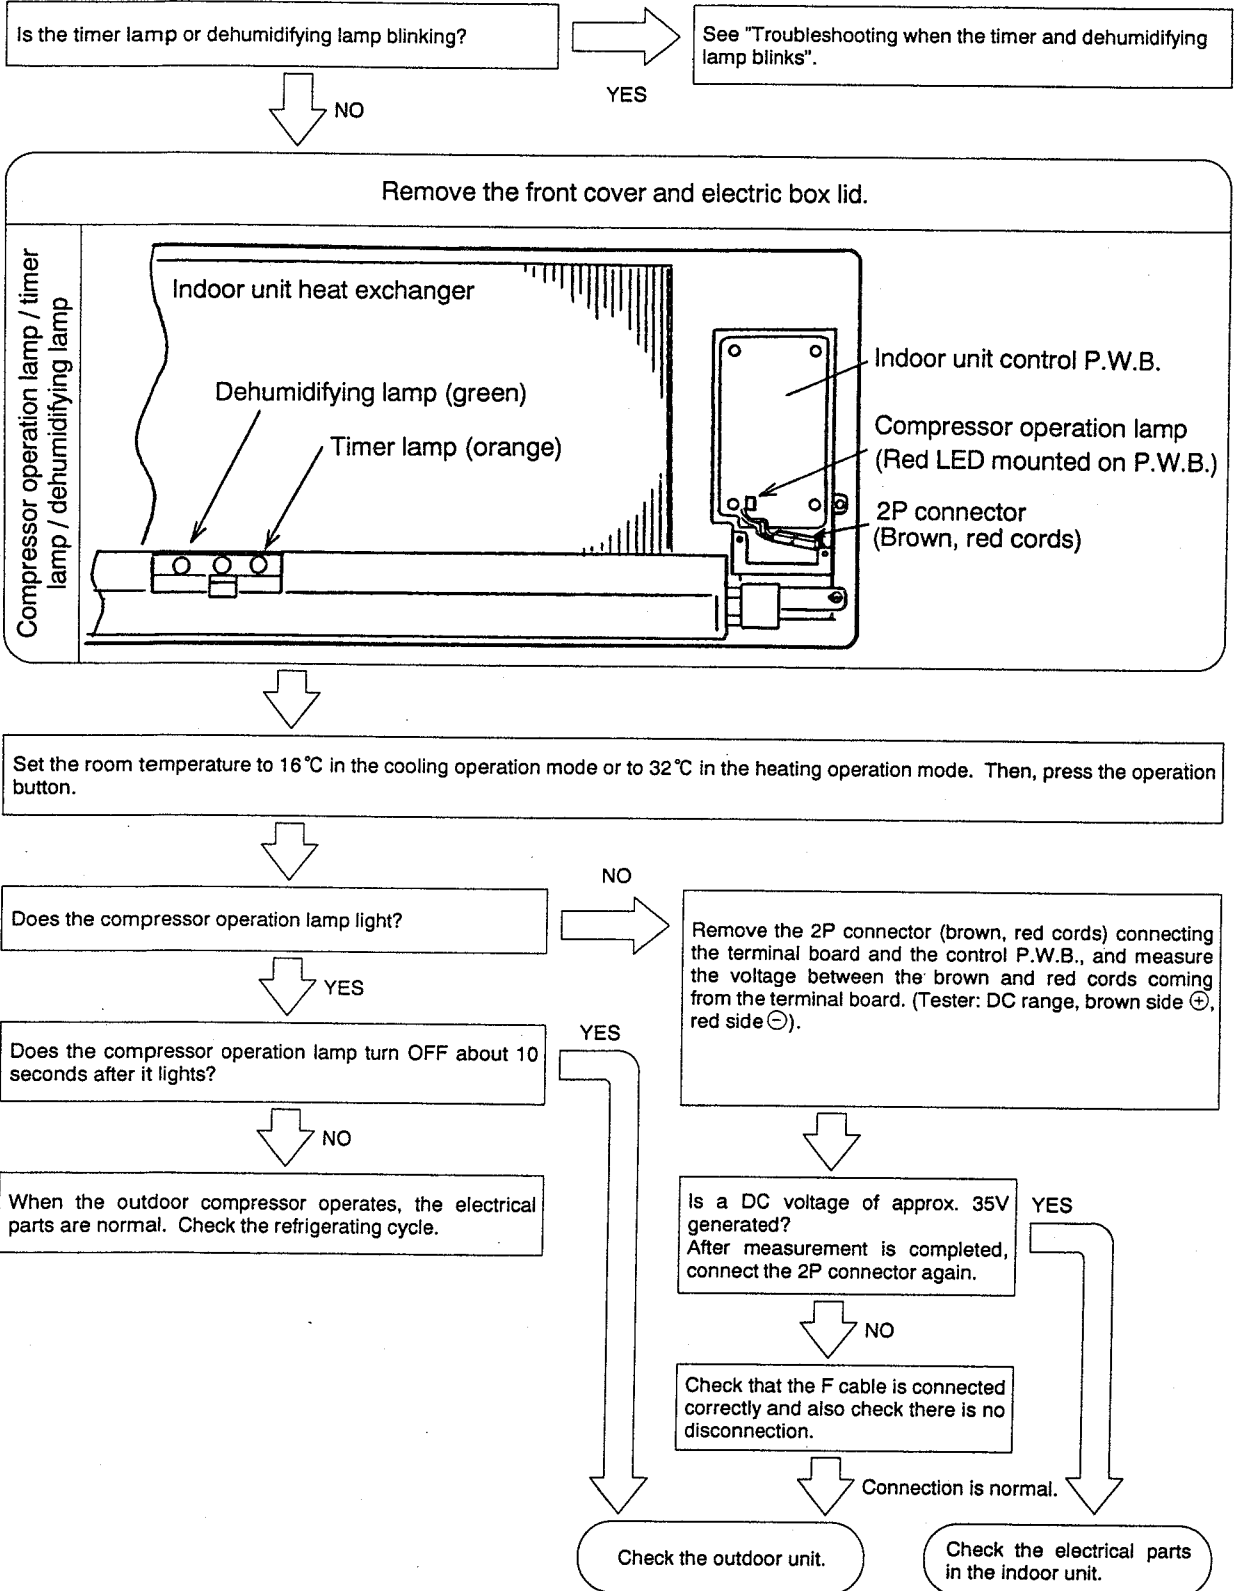 Is the timer lamp or dehumidifying lamp blinking?
YES
See "Troubleshooting when the timer and dehumidifying
lamp blinks".
NO
Remove the front cover and electric box lid.
Compressor operation lamp / timer
lamp / dehumidifying lamp
Indoor unit heat exchanger
Dehumidifying lamp (green)
Timer lamp (orange)
Indoor unit control P.W.B.
Compressor operation lamp
(Red LED mounted on P.W.B.)
2P connector
(Brown, red cords)
Set the room temperature to 16℃ in the cooling operation mode or to 32℃ in the heating operation mode. Then, press the operation
button.
Does the compressor operation lamp light?
NO
Remove the 2P connector (brown, red cords) connecting
the terminal board and the control P.W.B., and measure
the voltage between the brown and red cords coming
from the terminal board. (Tester: DC range, brown side ⊕,
red side ⊖).
YES
Does the compressor operation lamp turn OFF about 10
seconds after it lights?
YES
NO
When the outdoor compressor operates, the electrical
parts are normal. Check the refrigerating cycle.
Is a DC voltage of approx. 35V
generated?
After measurement is completed,
connect the 2P connector again.
YES
NO
Check that the F cable is connected
correctly and also check there is no
disconnection.
Connection is normal.
Check the outdoor unit.
Check the electrical parts
in the indoor unit.